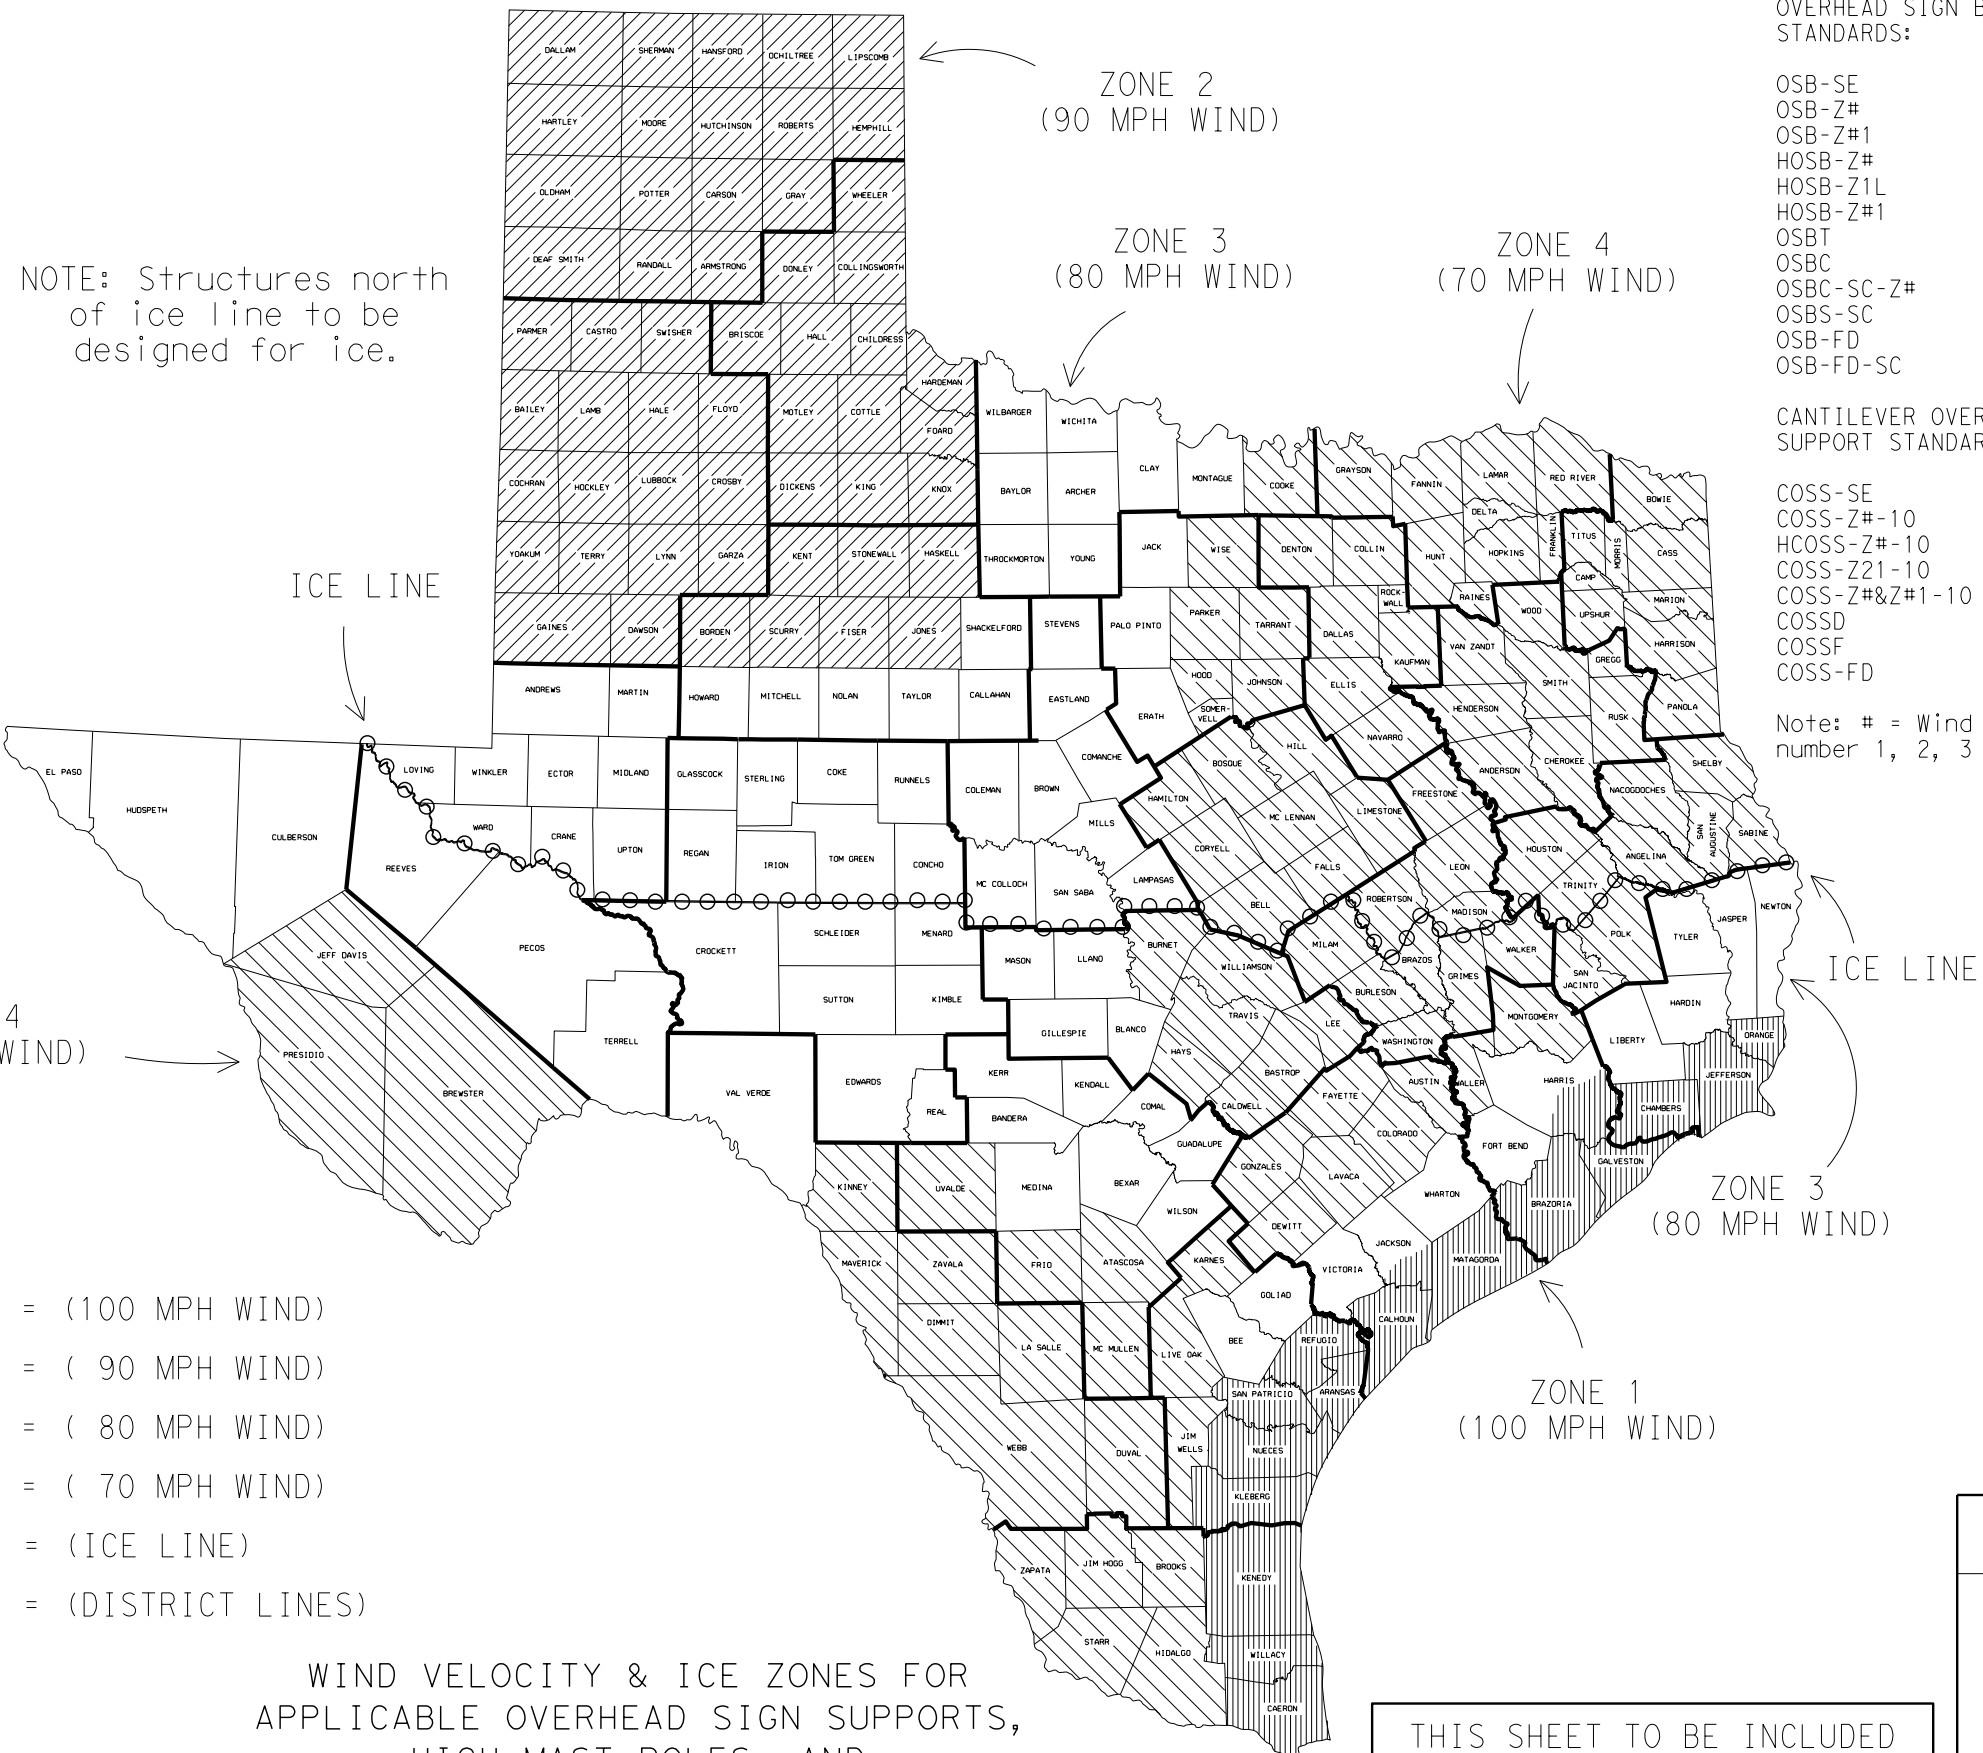 OVERHEAD SIGN B
STANDARDS:
OSB-SE
OSB-Z#
OSB-Z#1
HOSB-Z#
HOSB-Z1L
HOSB-Z#1
OSBT
OSBC
OSBC-SC-Z#
OSBS-SC
OSB-FD
OSB-FD-SC
CANTILEVER OVER
SUPPORT STANDAR
COSS-SE
COSS-Z#-10
HCOSS-Z#-10
COSS-Z21-10
COSS-Z#&Z#1-10
COSSD
COSSF
COSS-FD
Note: # = Wind
number 1, 2, 3
ZONE 2
(90 MPH WIND)
ZONE 3
(80 MPH WIND)
ZONE 4
(70 MPH WIND)
NOTE: Structures north
of ice line to be
designed for ice.
ICE LINE
DALLAM SHERMAN HANSFORD OCHILTREE LIPSCOMB
HARTLEY MOORE HUTCHINSON ROBERTS HEMPHILL
OLDHAM POTTER CARSON GRAY WHEELER
DEAF SMITH RANDALL ARMSTRONG DONLEY COLLINGSWORTH
PARMER CASTRO SWISHER BRISCOE HALL CHILDRESS
HARDEMAN
BAILEY LAMB HALE FLOYD MOTLEY COTTLE
FOARD WILBARGER WICHITA
COCHRAN HOCKLEY LUBBOCK CROSBY DICKENS KING KNOX BAYLOR ARCHER CLAY MONTAGUE COOKE GRAYSON FANNIN LAMAR RED RIVER BOWIE
DELTA
YOAKUM TERRY LYNN GARZA KENT STONEWALL HASKELL THROCKMORTON YOUNG JACK WISE DENTON COLLIN HUNT HOPKINS FRANKLIN TITUS MORRIS CASS
CAMP
GAINES DAWSON BORDEN SCURRY FISER JONES SHACKELFORD STEVENS PALO PINTO PARKER TARRANT DALLAS ROCK-
WALL RAINES WOOD UPSHUR MARION
KAUFMAN VAN ZANDT GREGG HARRISON
ANDREWS MARTIN HOWARD MITCHELL NOLAN TAYLOR CALLAHAN EASTLAND ERATH HOOD JOHNSON ELLIS HENDERSON SMITH RUSK PANOLA
SOMER-
VELL
EL PASO HUDSPETH CULBERSON LOVING WINKLER ECTOR MIDLAND GLASSCOCK STERLING COKE RUNNELS COLEMAN BROWN COMANCHE BOSQUE HILL NAVARRO ANDERSON CHEROKEE SHELBY
REEVES WARD CRANE UPTON REGAN IRION TOM GREEN CONCHO MILLS HAMILTON MC LENNAN LIMESTONE FREESTONE NACOGDOCHES
SAN
AUGUSTINE
SABINE
MC COLLOCH SAN SABA LAMPASAS CORYELL FALLS LEON HOUSTON ANGELINA
BELL ROBERTSON MADISON TRINITY
JEFF DAVIS PECOS CROCKETT SCHLEIDER MENARD MASON LLANO BURNET WILLIAMSON MILAM BRAZOS WALKER POLK TYLER JASPER NEWTON
ICE LINE
SUTTON KIMBLE BURLESON GRIMES SAN
JACINTO HARDIN
4
WIND)
PRESIDIO BREWSTER TERRELL GILLESPIE BLANCO TRAVIS LEE WASHINGTON MONTGOMERY LIBERTY ORANGE
VAL VERDE EDWARDS REAL KERR KENDALL HAYS BASTROP AUSTIN WALLER HARRIS CHAMBERS JEFFERSON
BANDERA COMAL CALDWELL FAYETTE
GUADALUPE COLORADO FORT BEND
KINNEY UVALDE MEDINA BEXAR WILSON GONZALES LAVACA WHARTON BRAZORIA GALVESTON
ZONE 3
(80 MPH WIND)
MAVERICK ZAVALA FRIO ATASCOSA KARNES DEWITT JACKSON MATAGORDA
VICTORIA GOLIAD CALHOUN
DIMMIT LA SALLE MC MULLEN LIVE OAK BEE REFUGIO
SAN PATRICIO ARANSAS
ZONE 1
(100 MPH WIND)
WEBB DUVAL JIM
WELLS NUECES
KLEBERG
ZAPATA JIM HOGG BROOKS KENEDY
STARR HIDALGO WILLACY
CAERON
= (100 MPH WIND)
= ( 90 MPH WIND)
= ( 80 MPH WIND)
= ( 70 MPH WIND)
= (ICE LINE)
= (DISTRICT LINES)
WIND VELOCITY & ICE ZONES FOR
APPLICABLE OVERHEAD SIGN SUPPORTS,
HIGH MAST POLES, AND
THIS SHEET TO BE INCLUDED